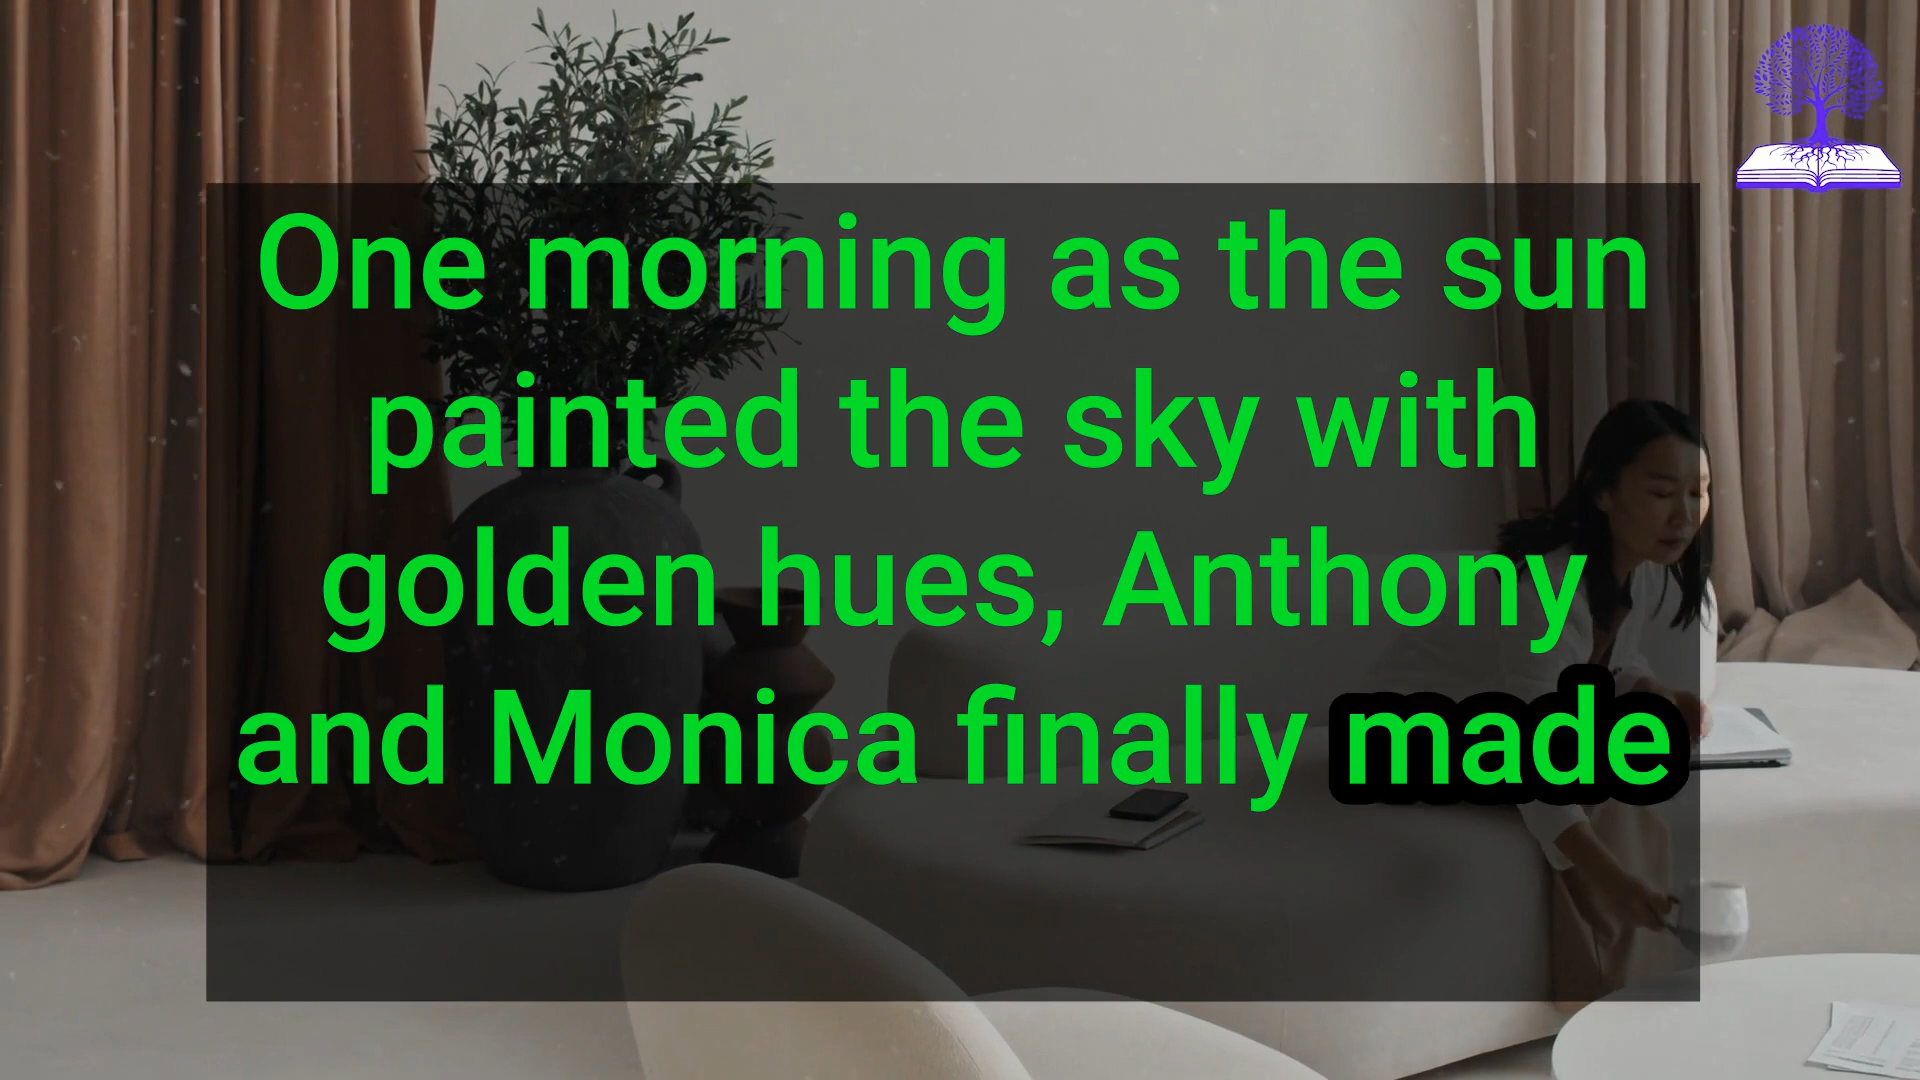 One morning as the sun
painted the sky with
golden hues, Anthony
and Monica finally made